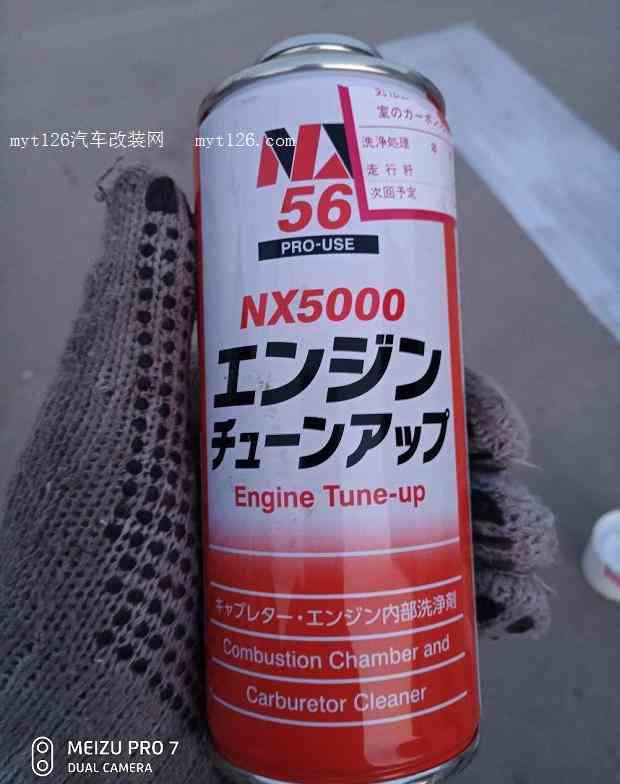 myt126汽车改装网 myt126.com
室のカーボン
洗浄処理 年
走行粁
次回予定
NX
56
PRO-USE
NX5000
エンジン
チューンアップ
Engine Tune-up
キャブレター・エンジン内部洗浄剤
Combustion Chamber and
Carburetor Cleaner
MEIZU PRO 7
DUAL CAMERA